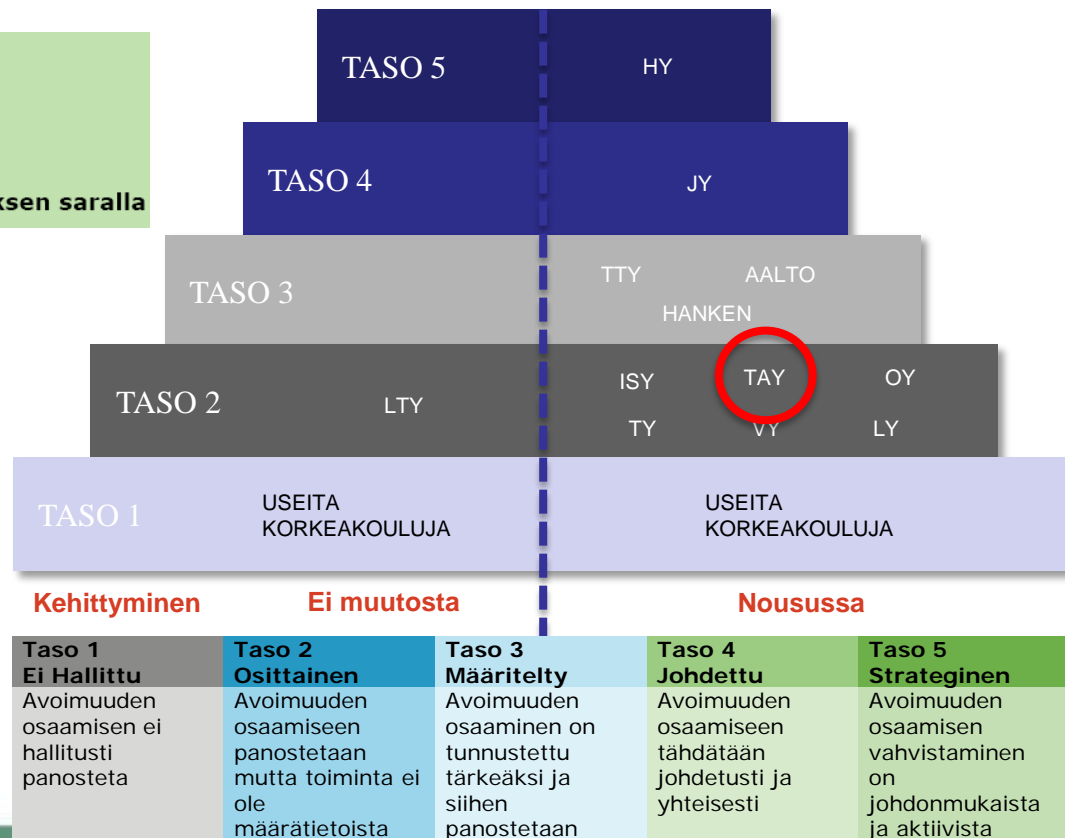 ksen saralla
TASO 5
HY
TASO 4
JY
TASO 3
TTY AALTO
HANKEN
TASO 2
LTY
ISY TAY OY
TY VY LY
TASO 1
USEITA
KORKEAKOULUJA
USEITA
KORKEAKOULUJA
Kehittyminen Ei muutosta Nousussa
Taso 1
Ei Hallittu
Avoimuuden
osaamisen ei
hallitusti
panosteta
Taso 2
Osittainen
Avoimuuden
osaamiseen
panostetaan
mutta toiminta ei
ole
määrätietoista
Taso 3
Määritelty
Avoimuuden
osaaminen on
tunnustettu
tärkeäksi ja
siihen
panostetaan
Taso 4
Johdettu
Avoimuuden
osaamiseen
tähdätään
johdetusti ja
yhteisesti
Taso 5
Strateginen
Avoimuuden
osaamisen
vahvistaminen
on
johdonmukaista
ja aktiivista